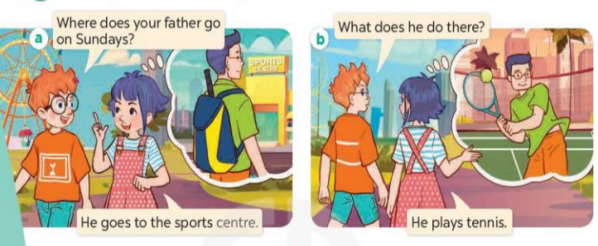 a
Where does your father go
on Sundays?
SPORTS
CENTRE
He goes to the sports centre.
b
What does he do there?
He plays tennis.